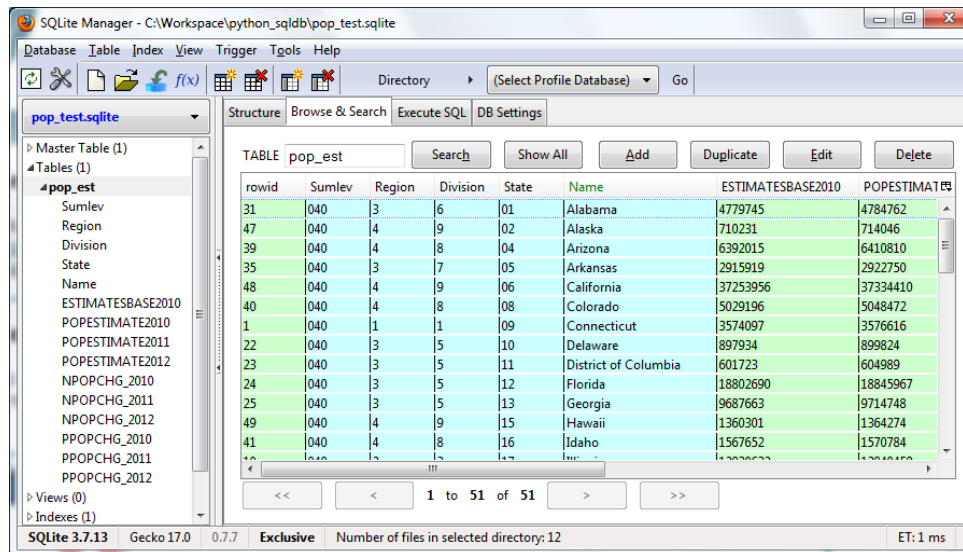 SQLite Manager - C:\Workspace\python_sqldb\pop_test.sqlite
Database Table Index View Trigger Tools Help
f(x) Directory (Select Profile Database) Go
pop_test.sqlite
Master Table (1)
Tables (1)
pop_est
Sumlev
Region
Division
State
Name
ESTIMATESBASE2010
POPESTIMATE2010
POPESTIMATE2011
POPESTIMATE2012
NPOPCHG_2010
NPOPCHG_2011
NPOPCHG_2012
PPOPCHG_2010
PPOPCHG_2011
PPOPCHG_2012
Views (0)
Indexes (1)
Structure Browse & Search Execute SQL DB Settings
TABLE pop_est Search Show All Add Duplicate Edit Delete
rowid Sumlev Region Division State Name ESTIMATESBASE2010 POPESTIMAT
31 040 3 6 01 Alabama 4779745 4784762
47 040 4 9 02 Alaska 710231 714046
39 040 4 8 04 Arizona 6392015 6410810
35 040 3 7 05 Arkansas 2915919 2922750
48 040 4 9 06 California 37253956 37334410
40 040 4 8 08 Colorado 5029196 5048472
1 040 1 1 09 Connecticut 3574097 3576616
22 040 3 5 10 Delaware 897934 899824
23 040 3 5 11 District of Columbia 601723 604989
24 040 3 5 12 Florida 18802690 18845967
25 040 3 5 13 Georgia 9687663 9714748
49 040 4 9 15 Hawaii 1360301 1364274
41 040 4 8 16 Idaho 1567652 1570784
<< < 1 to 51 of 51 > >>
SQLite 3.7.13 Gecko 17.0 0.7.7 Exclusive Number of files in selected directory: 12 ET: 1 ms